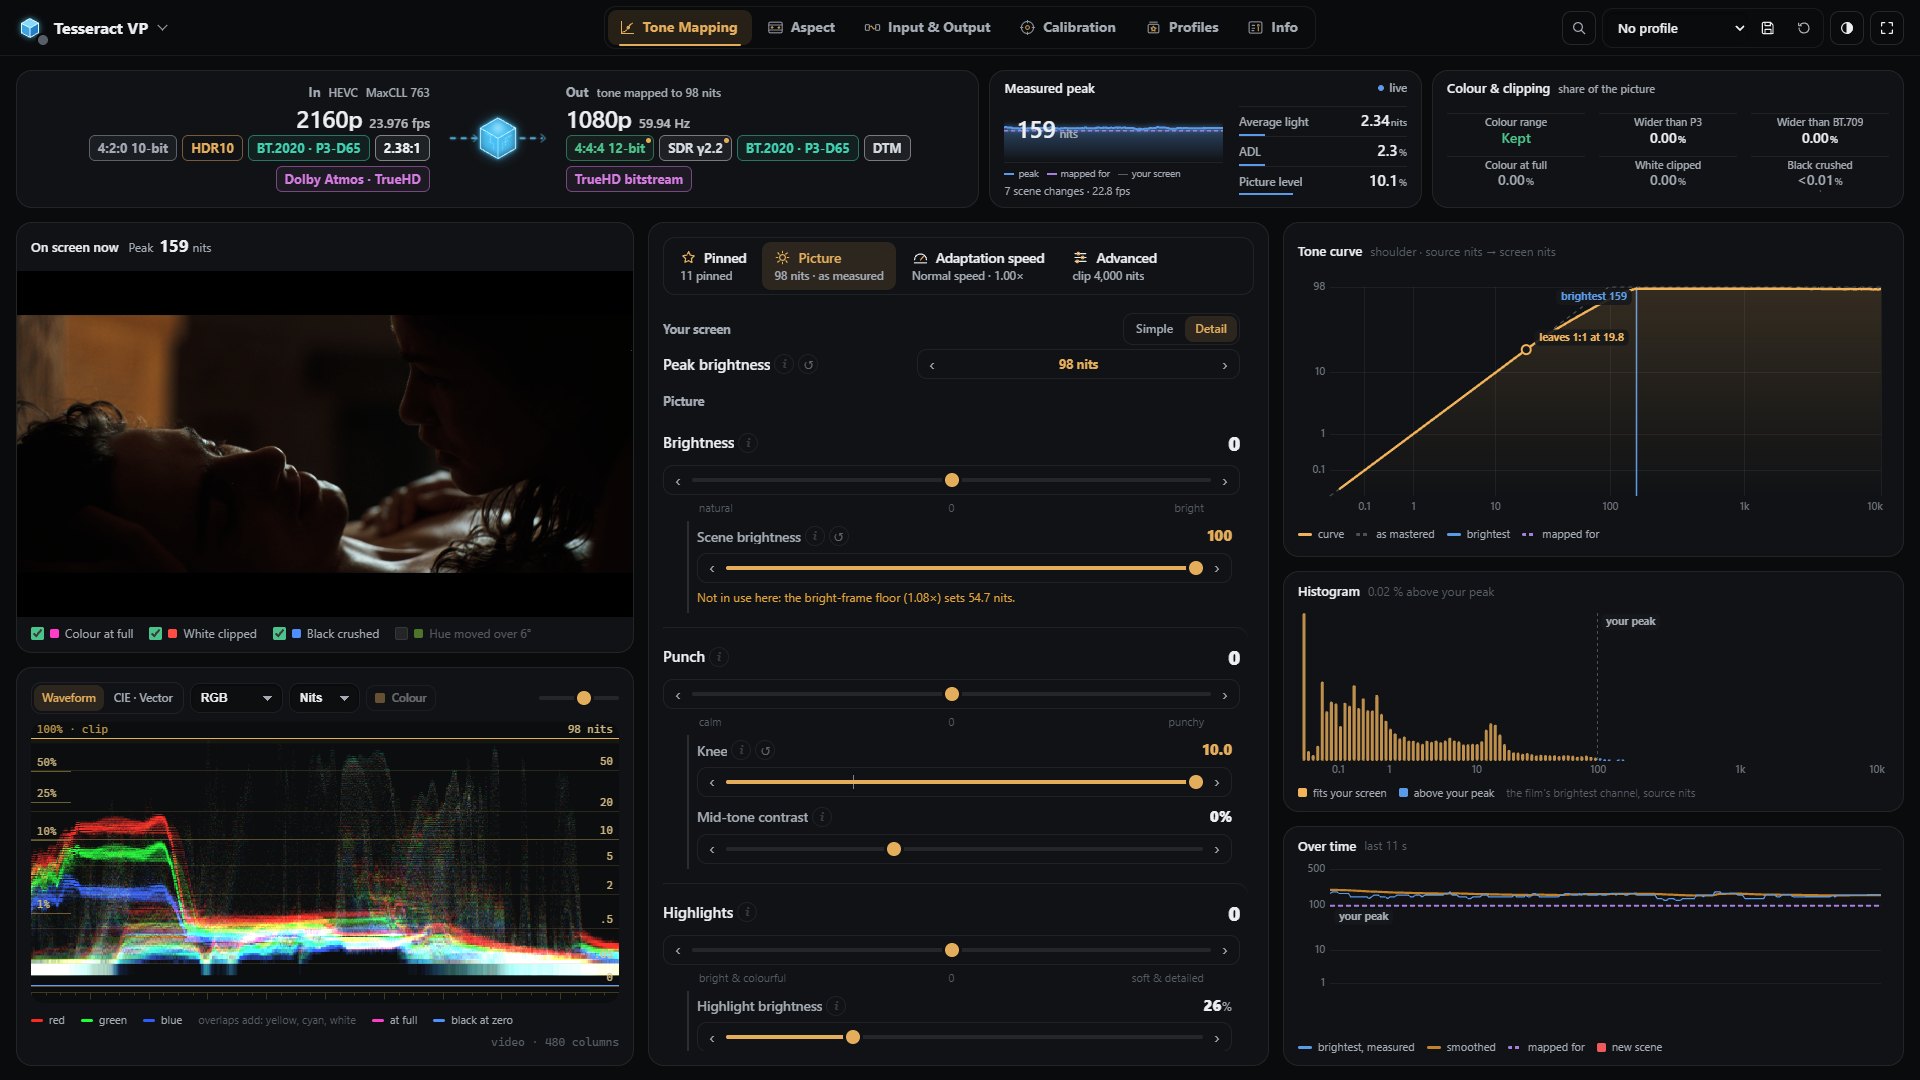 Tesseract VP
Tone Mapping
Aspect
Input & Output
Calibration
Profiles
Info
No profile
In HEVC MaxCLL 763
2160p 23.976 fps
4:2:0 10-bit HDR10 BT.2020 · P3-D65 2.38:1
Dolby Atmos · TrueHD
Out tone mapped to 98 nits
1080p 59.94 Hz
4:4:4 12-bit SDR γ2.2 BT.2020 · P3-D65 DTM
TrueHD bitstream
Measured peak live
159 nits
peak mapped for your screen
7 scene changes · 22.8 fps
Average light 2.34 nits
ADL 2.3 %
Picture level 10.1 %
Colour & clipping share of the picture
Colour range Wider than P3 Wider than BT.709
Kept 0.00% 0.00%
Colour at full White clipped Black crushed
0.00% 0.00% <0.01%
On screen now Peak 159 nits
Colour at full White clipped Black crushed Hue moved over 6°
Waveform CIE · Vector RGB Nits Colour
100% · clip 98 nits
50% 50
25% 20
10% 10
5
2
1% .5
0
red green blue overlaps add: yellow, cyan, white at full black at zero
video · 480 columns
Pinned
11 pinned
Picture
98 nits · as measured
Adaptation speed
Normal speed · 1.00×
Advanced
clip 4,000 nits
Your screen Simple Detail
Peak brightness i ‹ 98 nits ›
Picture
Brightness i 0
‹ ›
natural 0 bright
Scene brightness i 100
‹ ›
Not in use here: the bright-frame floor (1.08×) sets 54.7 nits.
Punch i 0
‹ ›
calm 0 punchy
Knee i 10.0
‹ ›
Mid-tone contrast i 0%
‹ ›
Highlights i 0
‹ ›
bright & colourful 0 soft & detailed
Highlight brightness i 26%
‹ ›
Tone curve shoulder · source nits → screen nits
98
brightest 159
leaves 1:1 at 19.8
10
1
0.1
0.1 1 10 100 1k 10k
curve as mastered brightest mapped for
Histogram 0.02 % above your peak
your peak
0.1 1 10 100 1k 10k
fits your screen above your peak the film's brightest channel, source nits
Over time last 11 s
500
100
your peak
10
1
brightest, measured smoothed mapped for new scene